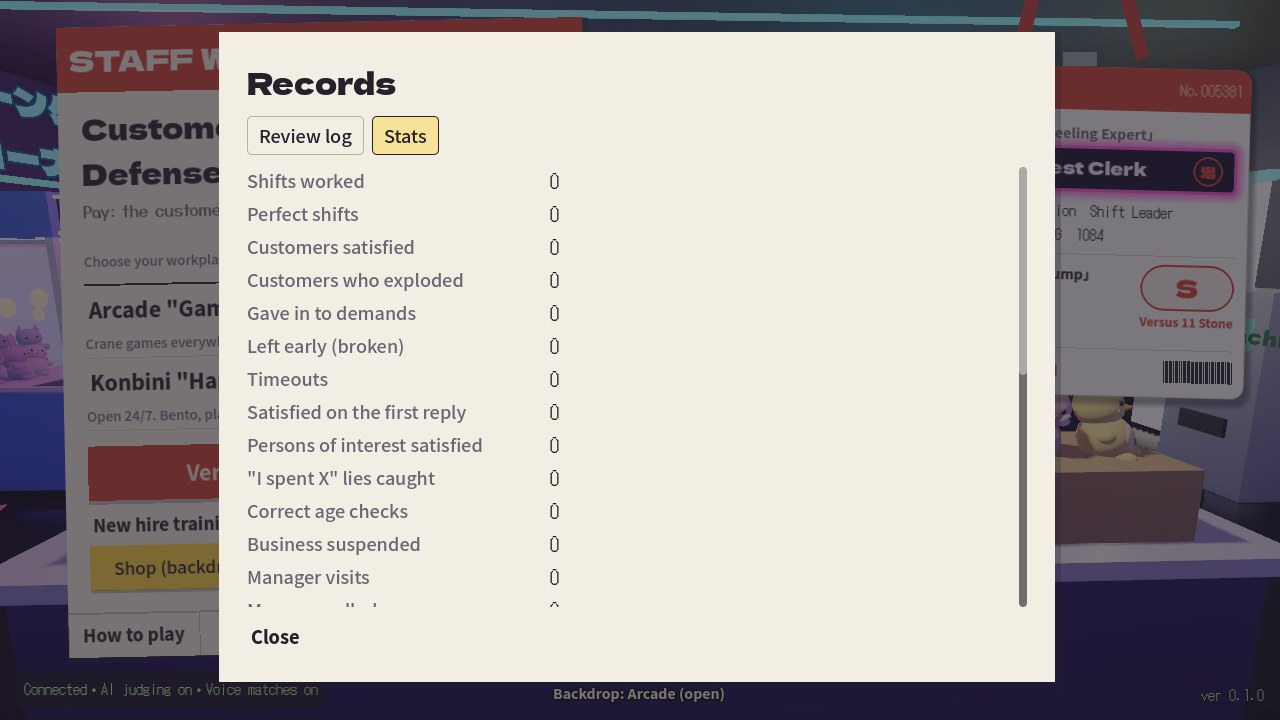 STAFF W
Custome
Defense
Pay: the custome
Choose your workpla
Arcade "Gam
Crane games everyw
Konbini "Ha
Open 24/7. Bento, pl
Ver
New hire traini
Shop (backd
How to play
Records
Review log
Stats
Shifts worked 0
Perfect shifts 0
Customers satisfied 0
Customers who exploded 0
Gave in to demands 0
Left early (broken) 0
Timeouts 0
Satisfied on the first reply 0
Persons of interest satisfied 0
"I spent X" lies caught 0
Correct age checks 0
Business suspended 0
Manager visits 0
Close
No.005381
eeling Expert」
est Clerk
ion Shift Leader
G 1084
ump」
S
Versus 11 Stone
Connected・AI judging on・Voice matches on
Backdrop: Arcade (open)
ver 0.1.0